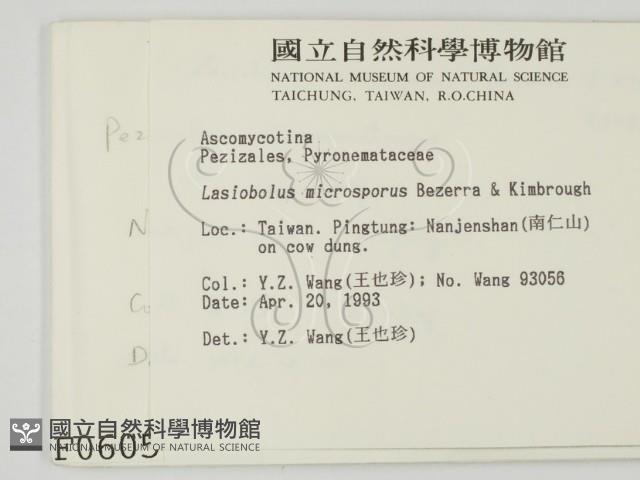 國立自然科學博物館
NATIONAL MUSEUM OF NATURAL SCIENCE
TAICHUNG, TAIWAN, R.O.CHINA
Pez
Ascomycotina
Pezizales, Pyronemataceae
Lasiobolus microsporus Bezerra & Kimbrough
N
Loc.: Taiwan. Pingtung: Nanjenshan(南仁山)
on cow dung.
Co
Col.: Y.Z. Wang(王也珍); No. Wang 93056
Date: Apr. 20, 1993
D
Det.: Y.Z. Wang(王也珍)
國立自然科學博物館
NATIONAL MUSEUM OF NATURAL SCIENCE
F0605